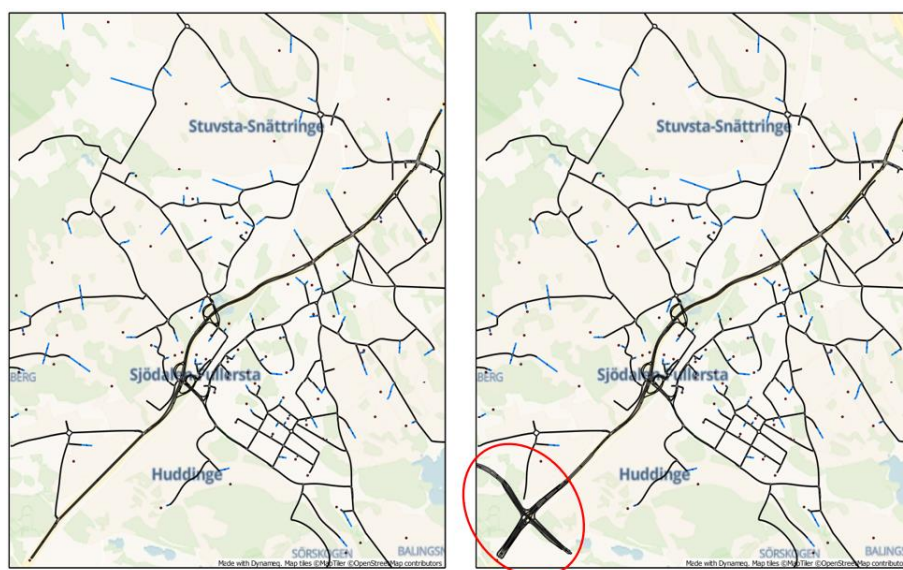 Stuvsta-Snättringe
BERG
Sjödalen-Fullersta
Huddinge
SÖRSKOGEN
BALINGSN
Made with Dynameq. Map tiles ©MapTiler ©OpenStreetMap contributors
Stuvsta-Snättringe
BERG
Sjödalen-Fullersta
Huddinge
SÖRSKOGEN
BALINGS
Made with Dynameq. Map tiles ©MapTiler ©OpenStreetMap contributors